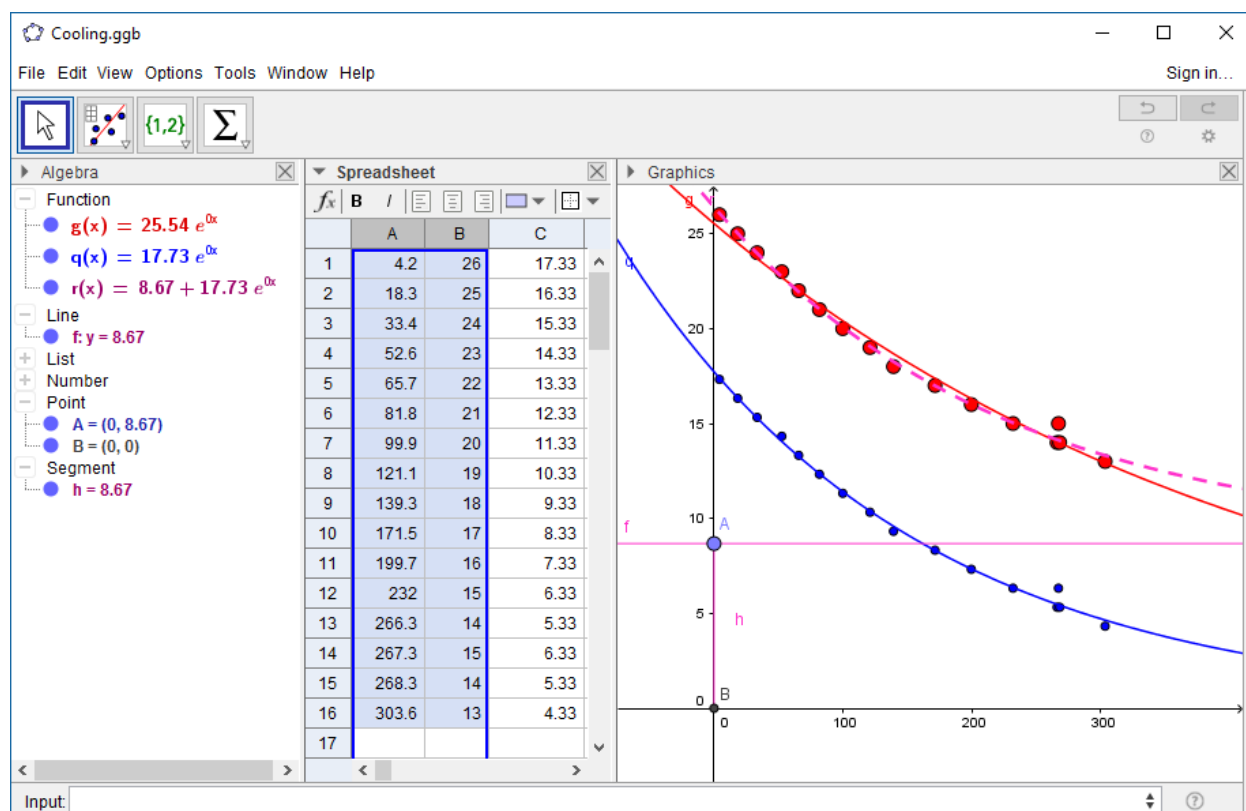 Cooling.ggb
File Edit View Options Tools Window Help Sign in...
{1,2} Σ
Algebra
Function
g(x) = 25.54 e^0x
q(x) = 17.73 e^0x
r(x) = 8.67 + 17.73 e^0x
Line
f: y = 8.67
List
Number
Point
A = (0, 8.67)
B = (0, 0)
Segment
h = 8.67
Spreadsheet
fx B I
A B C
1 4.2 26 17.33
2 18.3 25 16.33
3 33.4 24 15.33
4 52.6 23 14.33
5 65.7 22 13.33
6 81.8 21 12.33
7 99.9 20 11.33
8 121.1 19 10.33
9 139.3 18 9.33
10 171.5 17 8.33
11 199.7 16 7.33
12 232 15 6.33
13 266.3 14 5.33
14 267.3 15 6.33
15 268.3 14 5.33
16 303.6 13 4.33
17
Graphics
g
25
q
20
15
10
f A
5
h
0 B
0 100 200 300
Input: